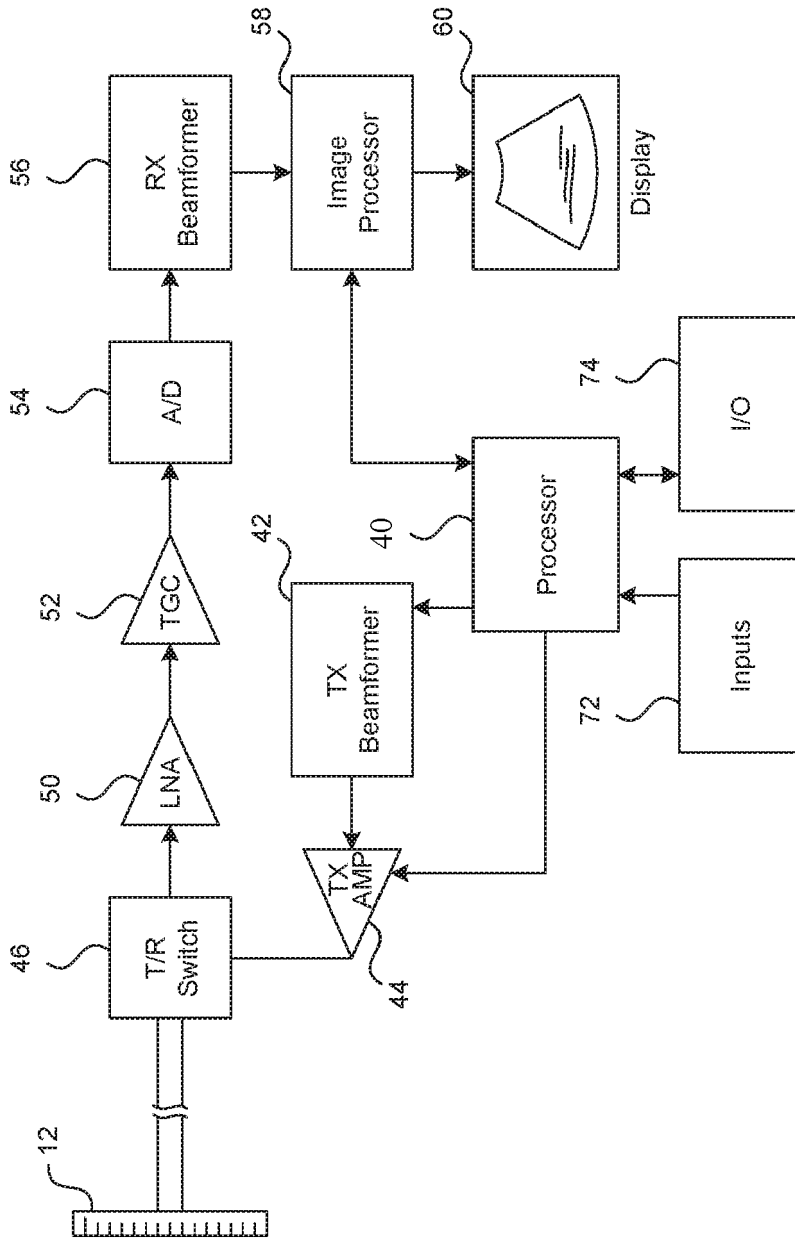 12
46
T/R
Switch
50
LNA
52
TGC
54
A/D
56
RX
Beamformer
44
TX
AMP
42
TX
Beamformer
58
Image
Processor
40
Processor
60
Display
72
Inputs
74
I/O